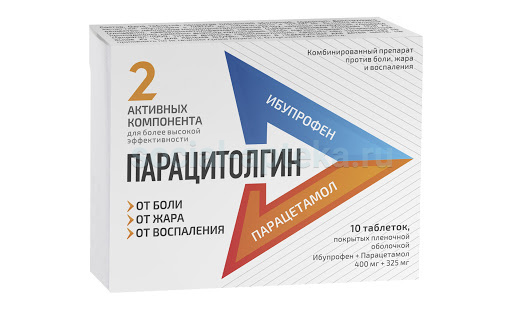 2
АКТИВНЫХ
КОМПОНЕНТА
для более высокой
эффективности
Комбинированный препарат
против боли, жара
и воспаления
ИБУПРОФЕН
ПАРАЦИТОЛГИН
ПАРАЦЕТАМОЛ
ОТ БОЛИ
ОТ ЖАРА
ОТ ВОСПАЛЕНИЯ
10 таблеток,
покрытых пленочной
оболочкой
Ибупрофен + Парацетамол
400 мг + 325 мг